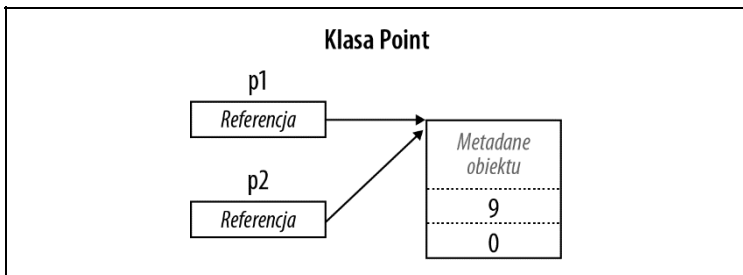 Klasa Point
p1
Referencja
p2
Referencja
Metadane
obiektu
9
0